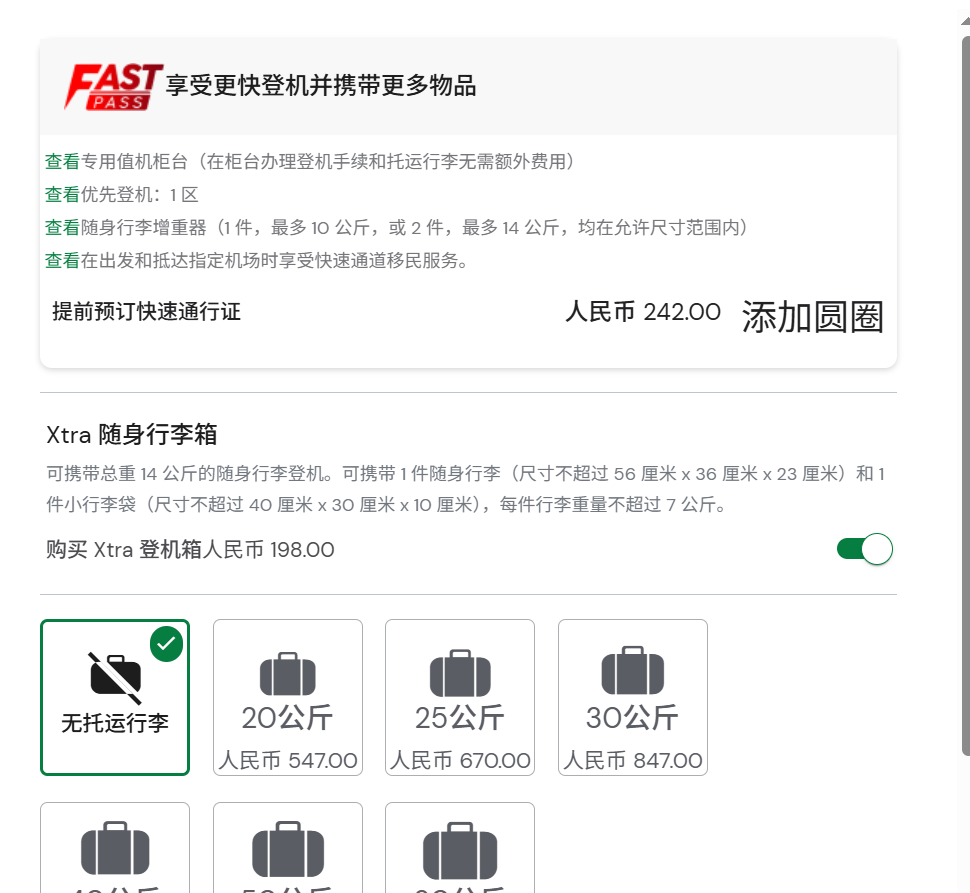 FAST PASS 享受更快登机并携带更多物品
查看专用值机柜台（在柜台办理登机手续和托运行李无需额外费用）
查看优先登机：1 区
查看随身行李增重器（1 件，最多 10 公斤，或 2 件，最多 14 公斤，均在允许尺寸范围内）
查看在出发和抵达指定机场时享受快速通道移民服务。
提前预订快速通行证 人民币 242.00 添加圆圈
Xtra 随身行李箱
可携带总重 14 公斤的随身行李登机。可携带 1 件随身行李（尺寸不超过 56 厘米 x 36 厘米 x 23 厘米）和 1
件小行李袋（尺寸不超过 40 厘米 x 30 厘米 x 10 厘米），每件行李重量不超过 7 公斤。
购买 Xtra 登机箱人民币 198.00
无托运行李
20公斤
人民币 547.00
25公斤
人民币 670.00
30公斤
人民币 847.00